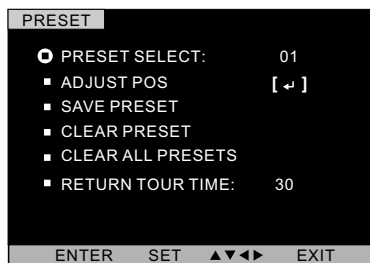 PRESET
PRESET SELECT: 01
ADJUST POS [ ↵ ]
SAVE PRESET
CLEAR PRESET
CLEAR ALL PRESETS
RETURN TOUR TIME: 30
ENTER SET ▲▼◀▶ EXIT